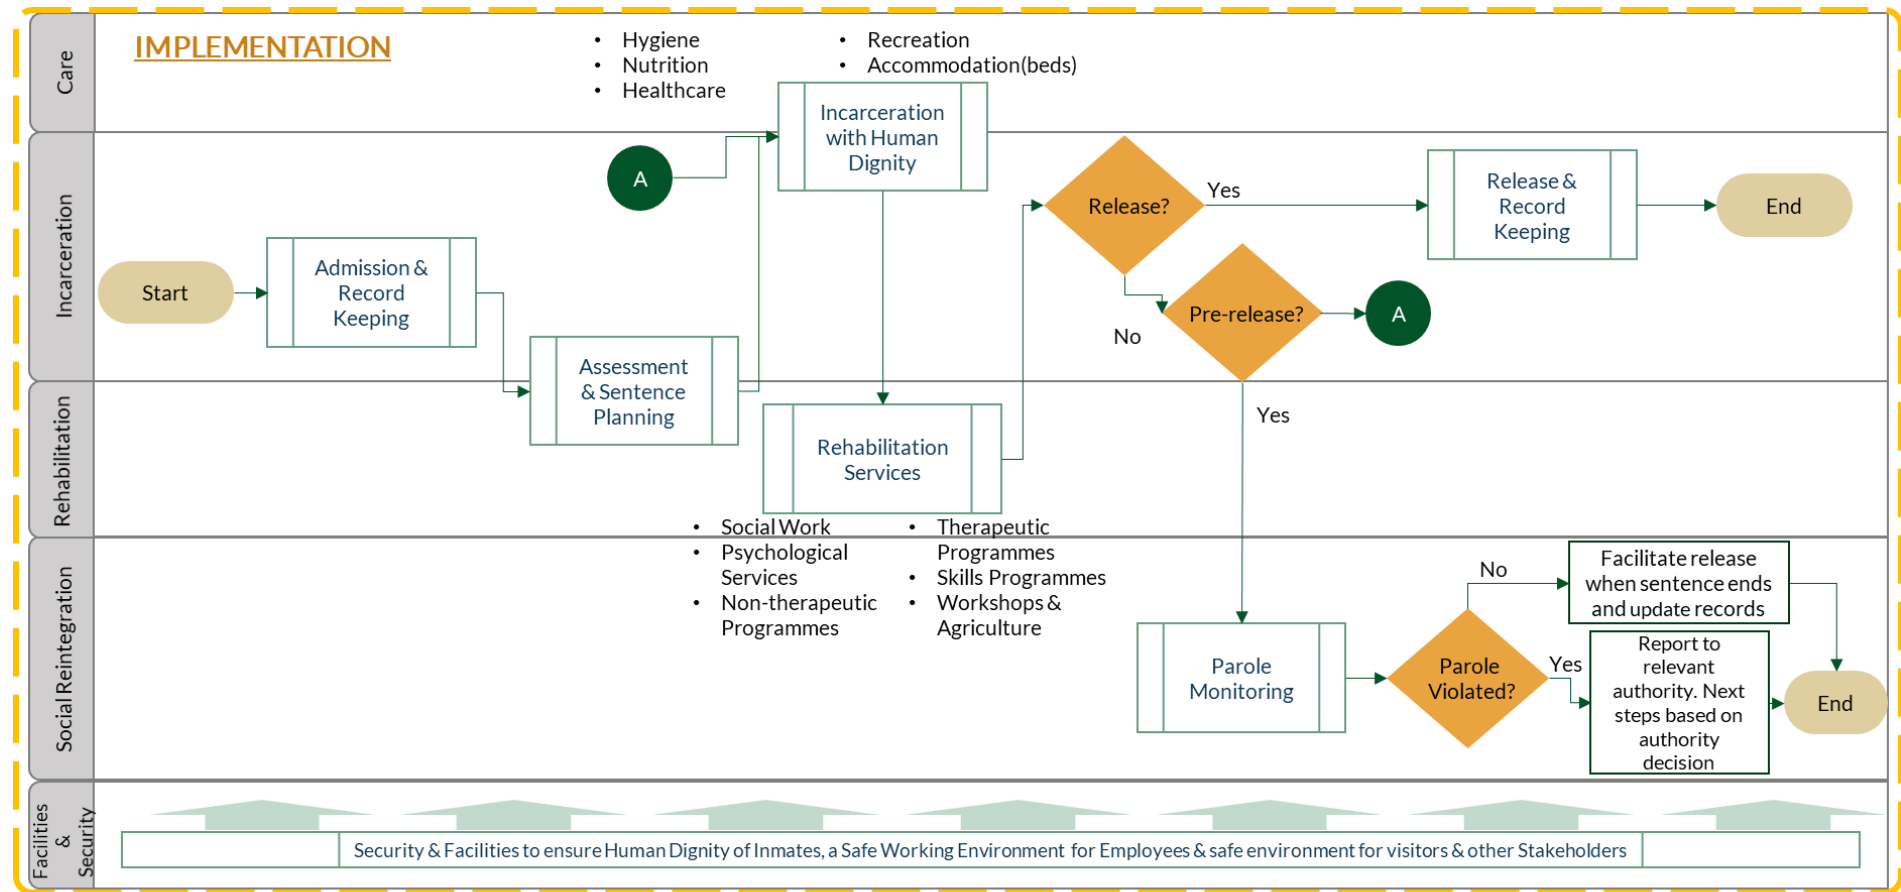 IMPLEMENTATION
Care
• Hygiene
• Nutrition
• Healthcare
• Recreation
• Accommodation(beds)
Incarceration
with Human
Dignity
Incarceration
A
Start
Admission &
Record
Keeping
Assessment
& Sentence
Planning
Release?
Yes
Release &
Record
Keeping
End
No
Pre-release?
A
Yes
Rehabilitation
Rehabilitation
Services
• Social Work
• Psychological
Services
• Non-therapeutic
Programmes
• Therapeutic
Programmes
• Skills Programmes
• Workshops &
Agriculture
Social Reintegration
Parole
Monitoring
Parole
Violated?
No
Facilitate release
when sentence ends
and update records
Yes
Report to
relevant
authority. Next
steps based on
authority
decision
End
Facilities
&
Security
Security & Facilities to ensure Human Dignity of Inmates, a Safe Working Environment for Employees & safe environment for visitors & other Stakeholders